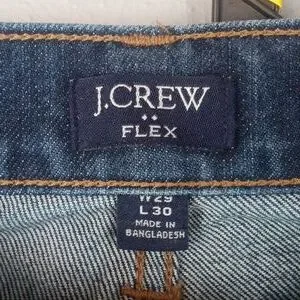 J.CREW
FLEX
W29
L30
MADE IN
BANGLADESH